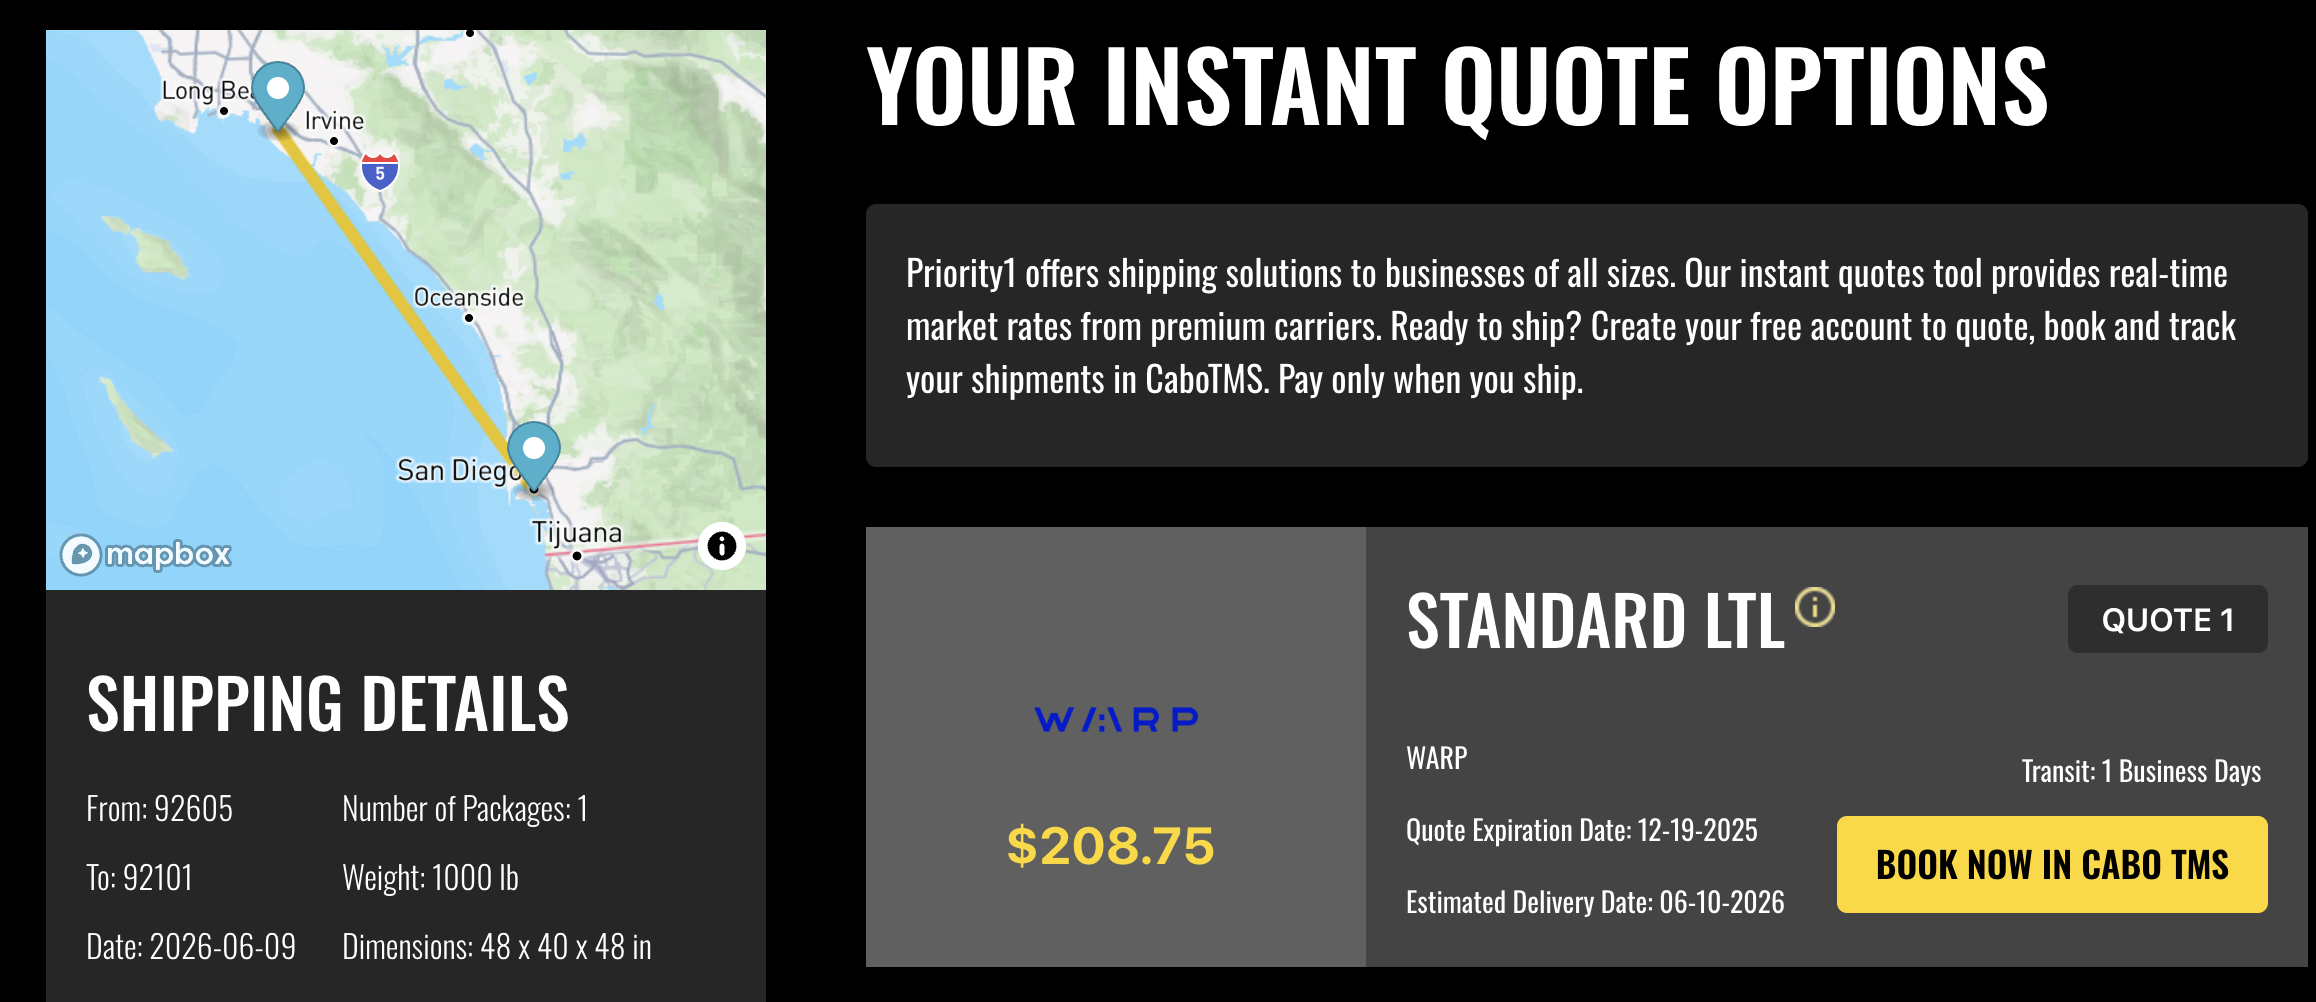 Long Bea
Irvine
5
Oceanside
San Diego
Tijuana
mapbox
SHIPPING DETAILS
From: 92605
Number of Packages: 1
To: 92101
Weight: 1000 lb
Date: 2026-06-09
Dimensions: 48 x 40 x 48 in
YOUR INSTANT QUOTE OPTIONS
Priority1 offers shipping solutions to businesses of all sizes. Our instant quotes tool provides real-time
market rates from premium carriers. Ready to ship? Create your free account to quote, book and track
your shipments in CaboTMS. Pay only when you ship.
WARP
$208.75
STANDARD LTL
QUOTE 1
WARP
Transit: 1 Business Days
Quote Expiration Date: 12-19-2025
BOOK NOW IN CABO TMS
Estimated Delivery Date: 06-10-2026